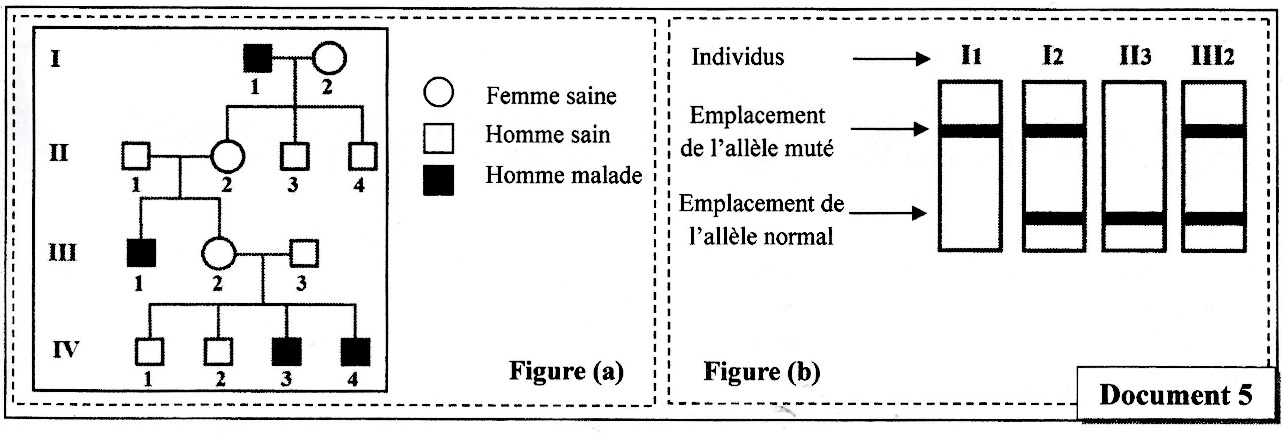 I
1
2
II
1
2
3
4
III
1
2
3
IV
1
2
3
4
Femme saine
Homme sain
Homme malade
Figure (a)
Individus
I1
I2
II3
III2
Emplacement
de l'allèle muté
Emplacement de
l'allèle normal
Figure (b)
Document 5